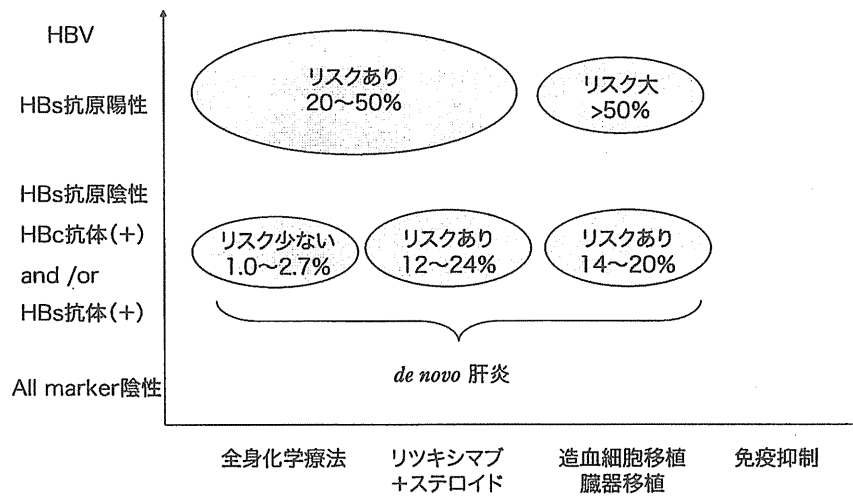 HBV
HBs抗原陽性
リスクあり
20〜50%
リスク大
>50%
HBs抗原陰性
HBc抗体(+)
and /or
HBs抗体(+)
リスク少ない
1.0〜2.7%
リスクあり
12〜24%
リスクあり
14〜20%
de novo 肝炎
All marker陰性
全身化学療法
リツキシマブ
+ステロイド
造血細胞移植
臓器移植
免疫抑制